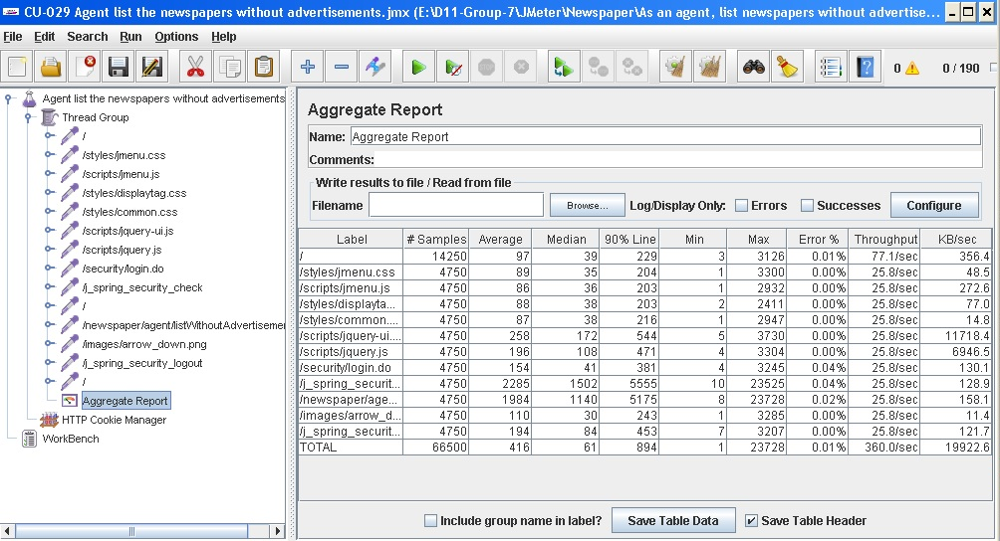 CU-029 Agent list the newspapers without advertisements.jmx (E:\D11-Group-7\JMeter\Newspaper\As an agent, list newspapers without advertise...
File Edit Search Run Options Help
0 0 / 190
Agent list the newspapers without advertisements
Thread Group
/
/styles/jmenu.css
/scripts/jmenu.js
/styles/displaytag.css
/styles/common.css
/scripts/jquery-ui.js
/scripts/jquery.js
/security/login.do
/j_spring_security_check
/
/newspaper/agent/listWithoutAdvertisemen
/images/arrow_down.png
/j_spring_security_logout
/
Aggregate Report
HTTP Cookie Manager
WorkBench
Aggregate Report
Name: Aggregate Report
Comments:
Write results to file / Read from file
Filename Browse... Log/Display Only: Errors Successes Configure
Label # Samples Average Median 90% Line Min Max Error % Throughput KB/sec
/ 14250 97 39 229 3 3126 0.01% 77.1/sec 356.4
/styles/jmenu.css 4750 89 35 204 1 3300 0.00% 25.8/sec 48.5
/scripts/jmenu.js 4750 86 36 203 1 2932 0.00% 25.8/sec 272.6
/styles/displayta... 4750 88 38 203 2 2411 0.00% 25.8/sec 77.0
/styles/common.... 4750 87 38 216 1 2947 0.00% 25.8/sec 14.8
/scripts/jquery-ui.... 4750 258 172 544 5 3730 0.00% 25.8/sec 11718.4
/scripts/jquery.js 4750 196 108 471 4 3304 0.00% 25.8/sec 6946.5
/security/login.do 4750 154 41 381 4 3245 0.04% 25.8/sec 130.1
/j_spring_securit... 4750 2285 1502 5555 10 23525 0.04% 25.8/sec 128.9
/newspaper/age... 4750 1984 1140 5175 8 23728 0.02% 25.8/sec 158.1
/images/arrow_d... 4750 110 30 243 1 3285 0.00% 25.8/sec 11.4
/j_spring_securit... 4750 194 84 453 7 3207 0.00% 25.8/sec 121.7
TOTAL 66500 416 61 894 1 23728 0.01% 360.0/sec 19922.6
Include group name in label? Save Table Data Save Table Header